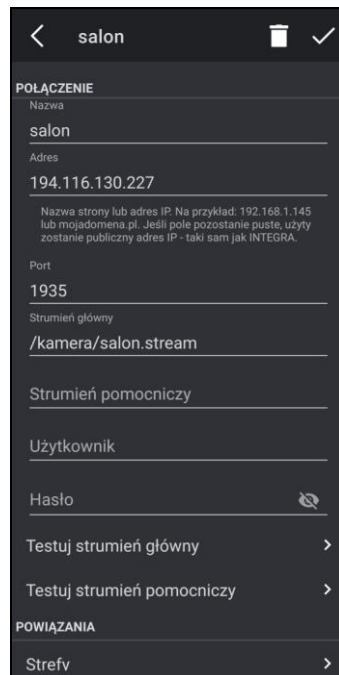 salon
POŁĄCZENIE
Nazwa
salon
Adres
194.116.130.227
Nazwa strony lub adres IP. Na przykład: 192.168.1.145
lub mojadomena.pl. Jeśli pole pozostanie puste, użyty
zostanie publiczny adres IP - taki sam jak INTEGRA.
Port
1935
Strumień główny
/kamera/salon.stream
Strumień pomocniczy
Użytkownik
Hasło
Testuj strumień główny
Testuj strumień pomocniczy
POWIĄZANIA
Strefy